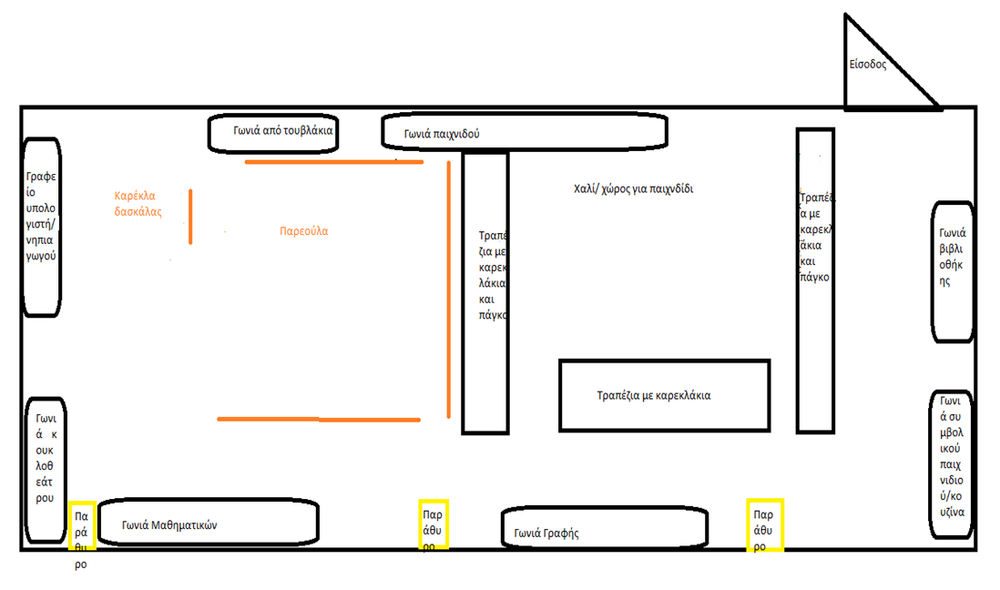 Είσοδος
Γωνιά από τουβλάκια
Γωνιά παιχνιδού
Γραφε
ίο
υπολο
γιστή/
νηπια
γωγού
Καρέκλα
δασκάλας
Παρεούλα
Χαλί/ χώρος για παιχνδίδι
Τραπέ
ζια με
καρεκ
λάκια
και
πάγκο
Τραπέζ
ια με
καρεκλ
άκια
και
πάγκο
Γωνιά
βιβλι
οθήκ
ης
Τραπέζια με καρεκλάκια
Γωνι
ά κ
ουκ
λοθ
εάτ
ρου
Γωνι
ά συ
μβολ
ικού
παιχ
νιδιο
ύ/κο
υζίνα
Πα
ρά
θυ
ρο
Γωνιά Μαθηματικών
Παρ
άθυ
ρο
Γωνιά Γραφής
Παρ
άθυ
ρο